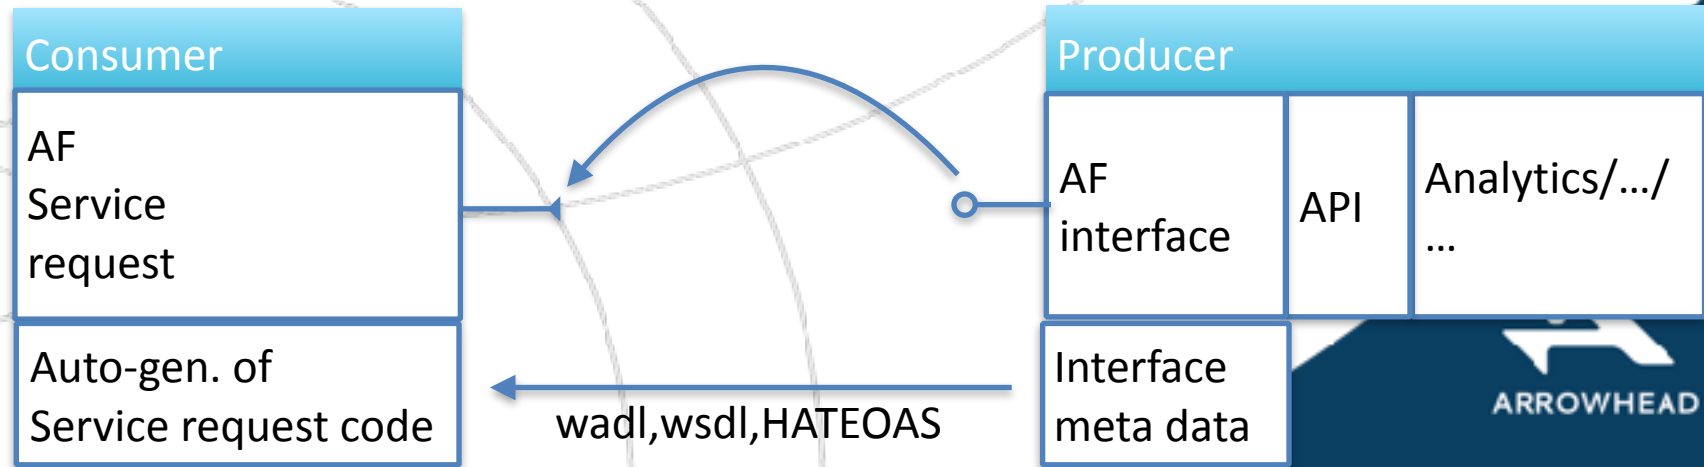 Consumer
AF
Service
request
Auto-gen. of
Service request code
wadl,wsdl,HATEOAS
Producer
AF
interface
API
Analytics/…/
…
Interface
meta data
ARROWHEAD